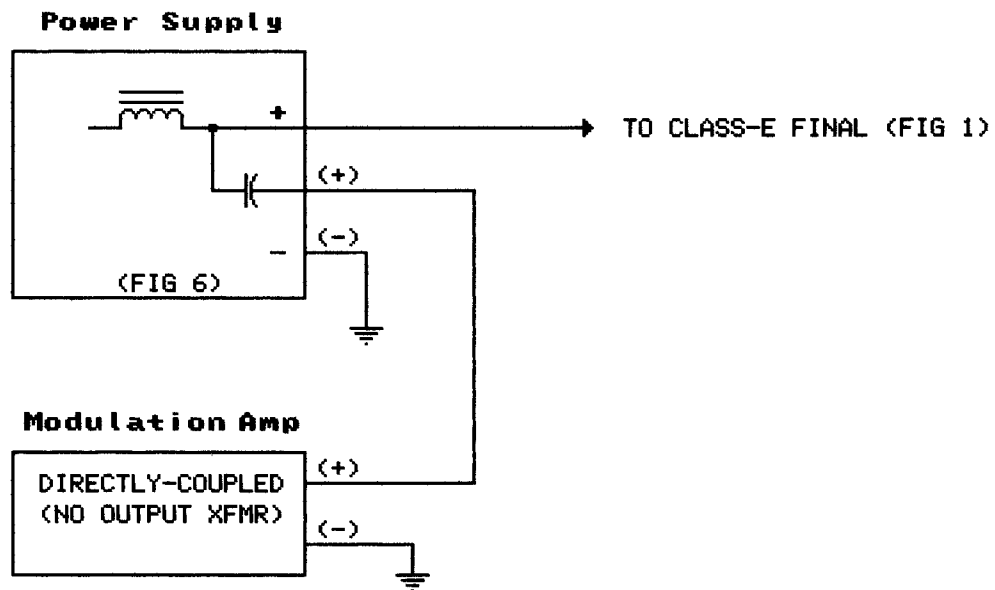 Power Supply
+
TO CLASS-E FINAL (FIG 1)
(+)
(-)
-
(FIG 6)
Modulation Amp
(+)
DIRECTLY-COUPLED
(NO OUTPUT XFMR)
(-)